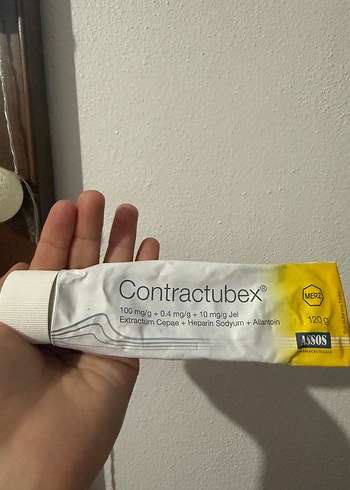 Contractubex®
MERZ
100 mg/g + 0.4 mg/g + 10 mg/g Jel
Extractum Cepae + Heparin Sodyum + Allantoin
120 g
ASSOS